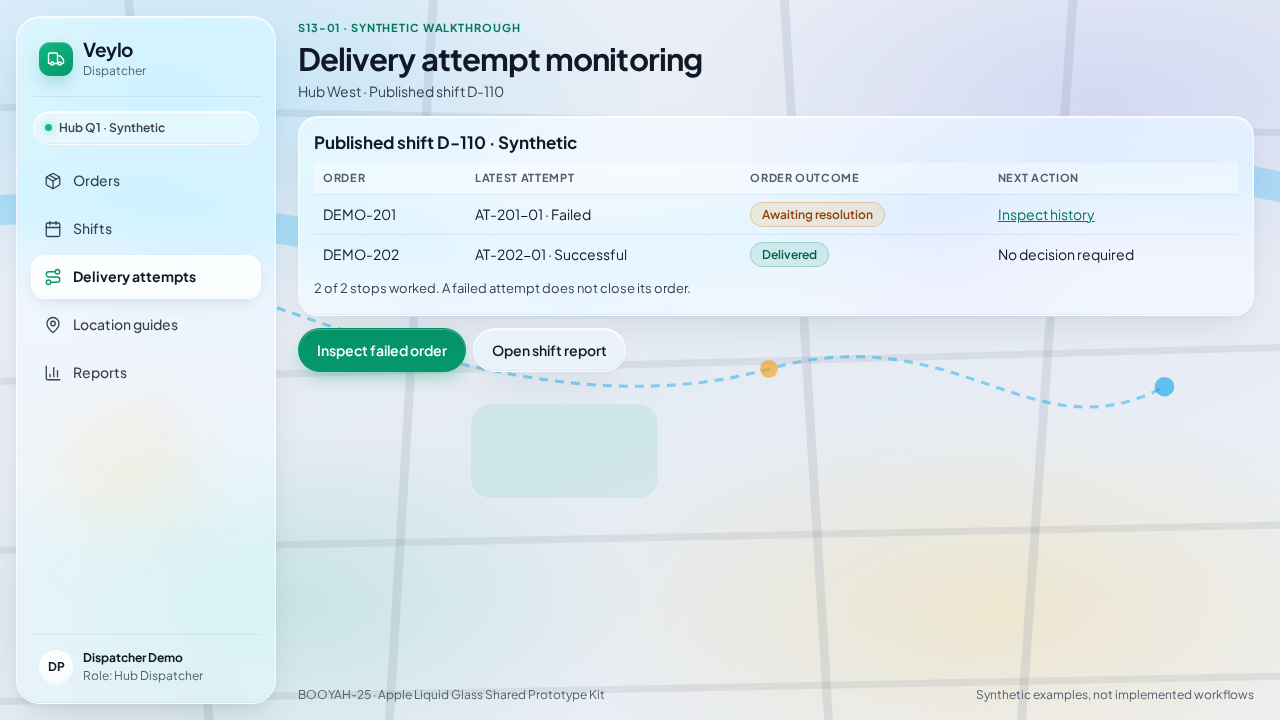 Veylo
Dispatcher
Hub Q1 · Synthetic
Orders
Shifts
Delivery attempts
Location guides
Reports
DP
Dispatcher Demo
Role: Hub Dispatcher
S13-01 · SYNTHETIC WALKTHROUGH
Delivery attempt monitoring
Hub West · Published shift D-110
Published shift D-110 · Synthetic
ORDER LATEST ATTEMPT ORDER OUTCOME NEXT ACTION
DEMO-201 AT-201-01 · Failed Awaiting resolution Inspect history
DEMO-202 AT-202-01 · Successful Delivered No decision required
2 of 2 stops worked. A failed attempt does not close its order.
Inspect failed order Open shift report
BOOYAH-25 · Apple Liquid Glass Shared Prototype Kit
Synthetic examples, not implemented workflows